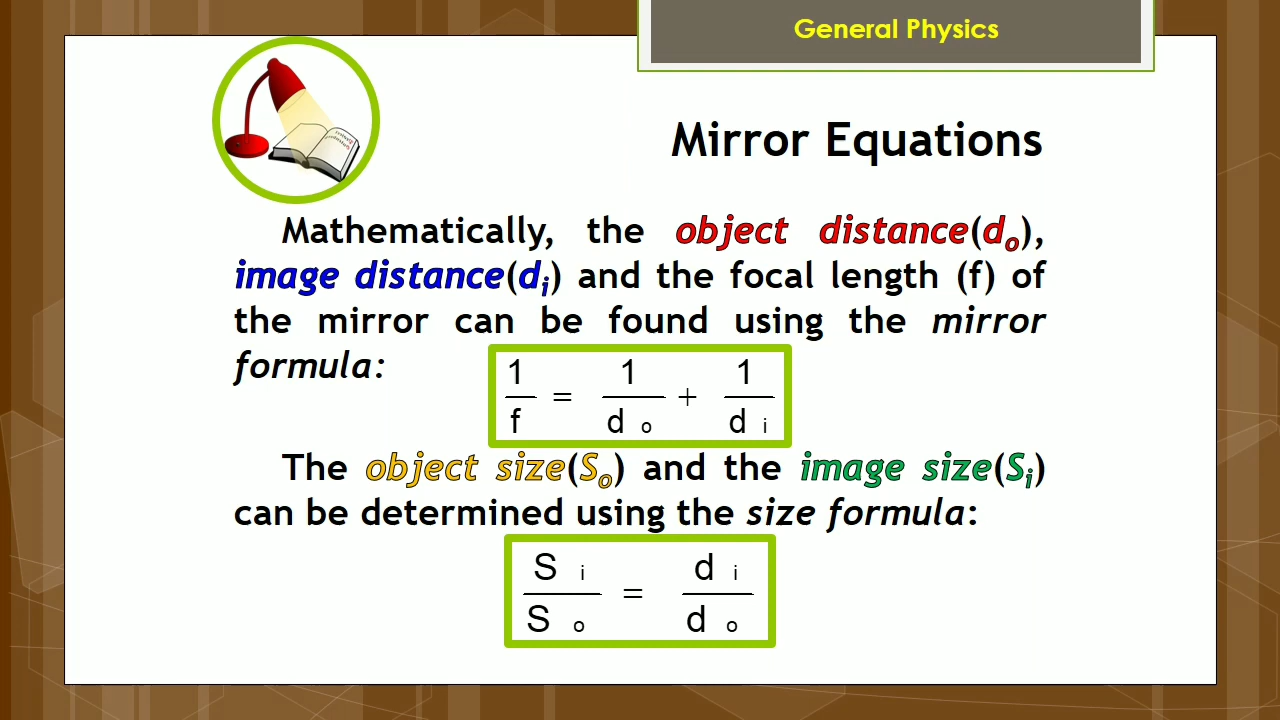 General Physics
Mirror Equations
Mathematically, the object distance(dₒ),
image distance(dᵢ) and the focal length (f) of
the mirror can be found using the mirror
formula:
1/f = 1/d o + 1/d i
The object size(Sₒ) and the image size(Sᵢ)
can be determined using the size formula:
S i/S o = d i/d o